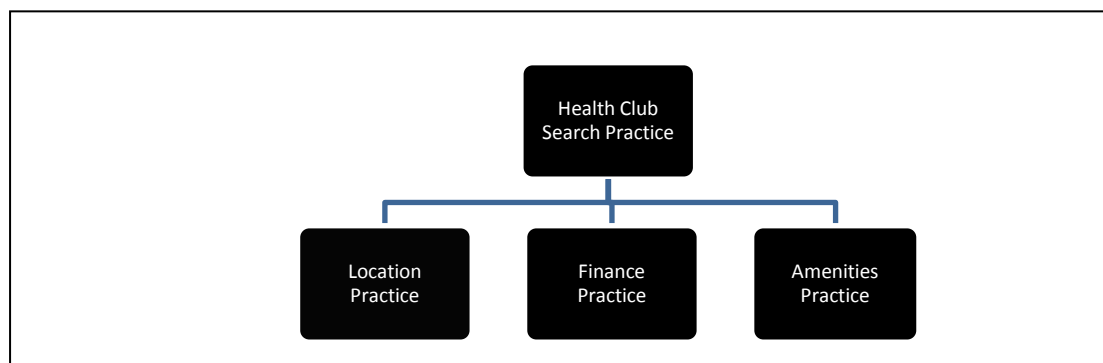 Health Club
Search Practice
Location
Practice
Finance
Practice
Amenities
Practice